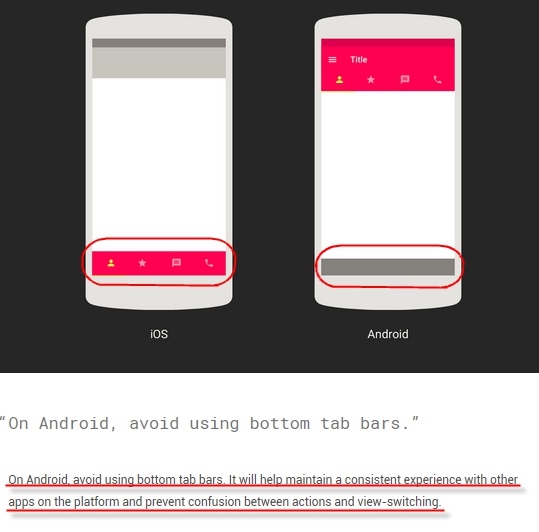 Title
iOS
Android
“On Android, avoid using bottom tab bars.”
On Android, avoid using bottom tab bars. It will help maintain a consistent experience with other
apps on the platform and prevent confusion between actions and view-switching.